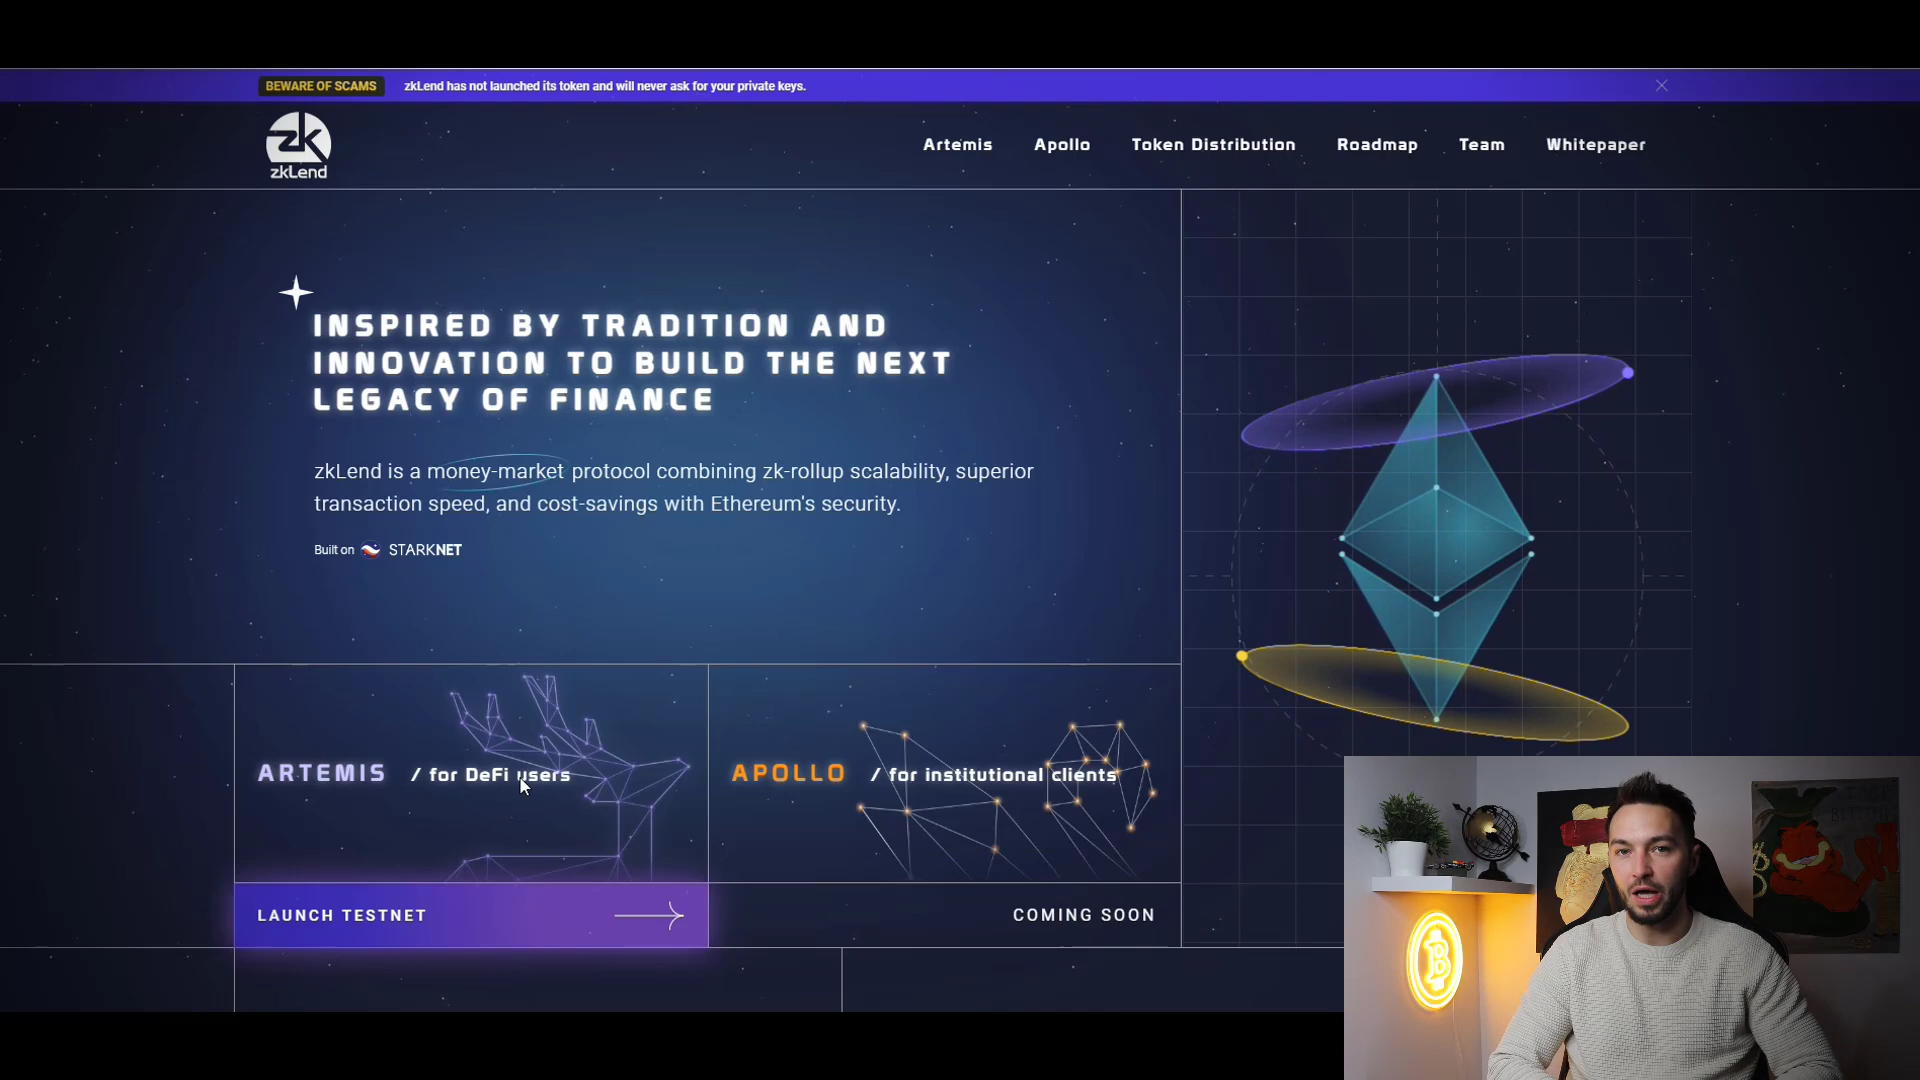 BEWARE OF SCAMS zkLend has not launched its token and will never ask for your private keys.
zk
zkLend
Artemis Apollo Token Distribution Roadmap Team Whitepaper
INSPIRED BY TRADITION AND
INNOVATION TO BUILD THE NEXT
LEGACY OF FINANCE
zkLend is a money-market protocol combining zk-rollup scalability, superior
transaction speed, and cost-savings with Ethereum's security.
Built on STARKNET
ARTEMIS / for DeFi users
APOLLO / for institutional clients
LAUNCH TESTNET
COMING SOON